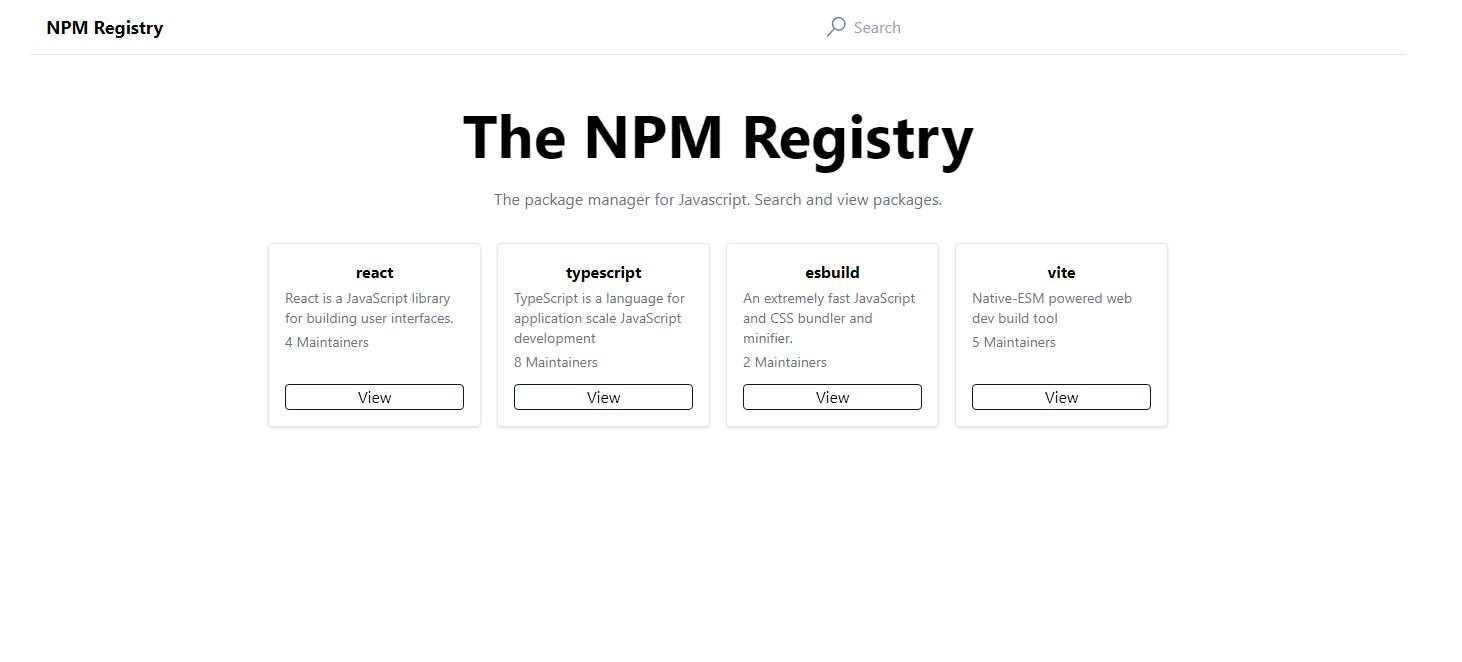 NPM Registry
Search
The NPM Registry
The package manager for Javascript. Search and view packages.
react
React is a JavaScript library
for building user interfaces.
4 Maintainers
View
typescript
TypeScript is a language for
application scale JavaScript
development
8 Maintainers
View
esbuild
An extremely fast JavaScript
and CSS bundler and
minifier.
2 Maintainers
View
vite
Native-ESM powered web
dev build tool
5 Maintainers
View